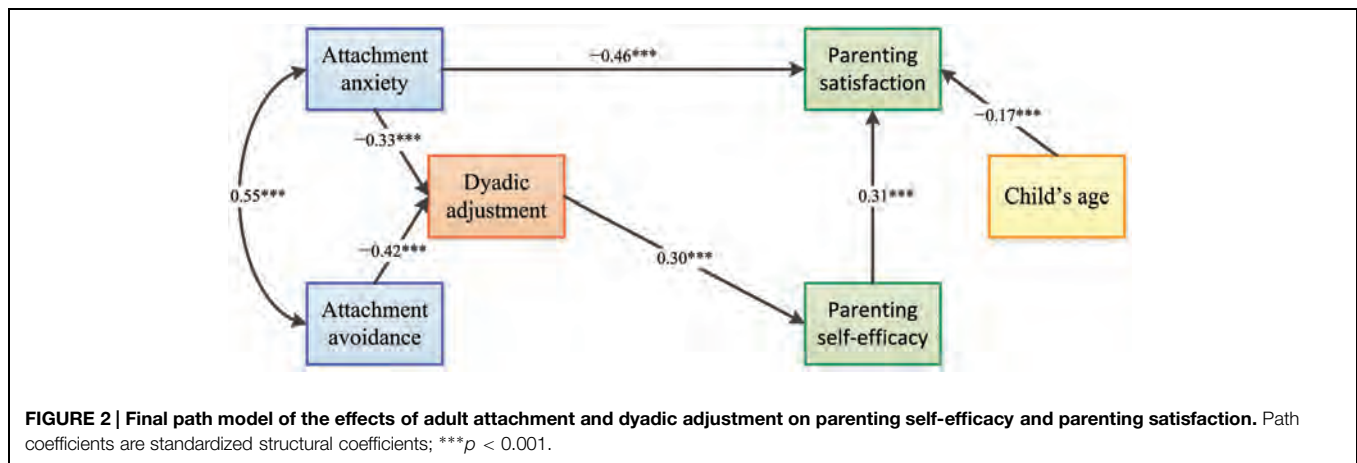 Attachment
anxiety
−0.46***
Parenting
satisfaction
−0.33***
−0.17***
0.55***
Dyadic
adjustment
0.31***
Child's age
−0.42***
0.30***
Attachment
avoidance
Parenting
self-efficacy
FIGURE 2 | Final path model of the effects of adult attachment and dyadic adjustment on parenting self-efficacy and parenting satisfaction. Path
coefficients are standardized structural coefficients; ***p < 0.001.